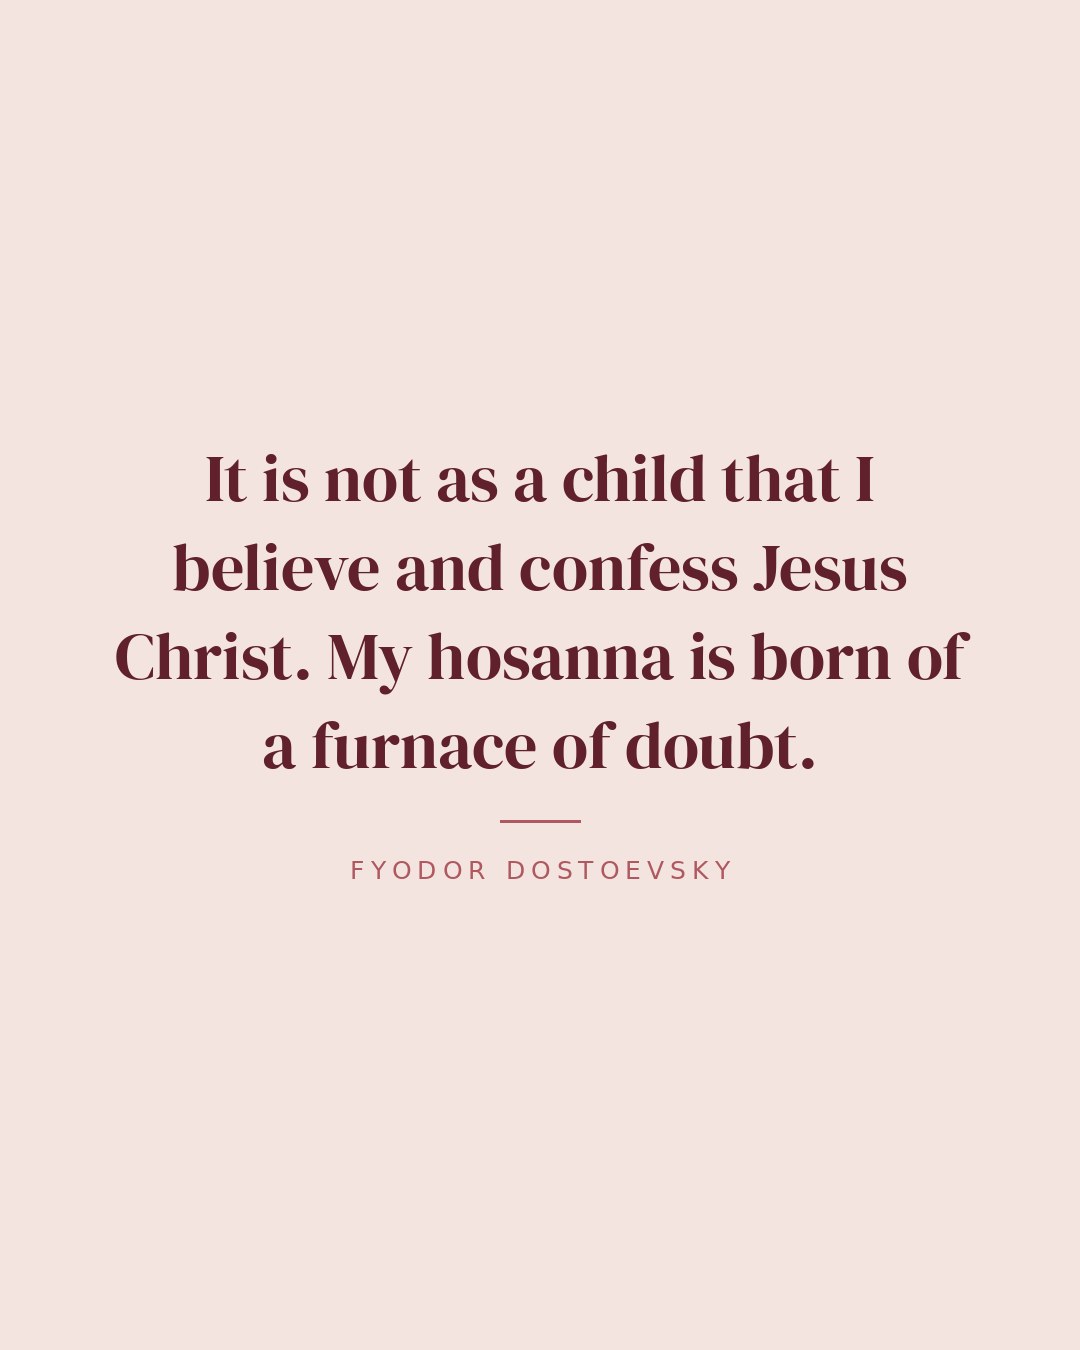 It is not as a child that I
believe and confess Jesus
Christ. My hosanna is born of
a furnace of doubt.
FYODOR DOSTOEVSKY